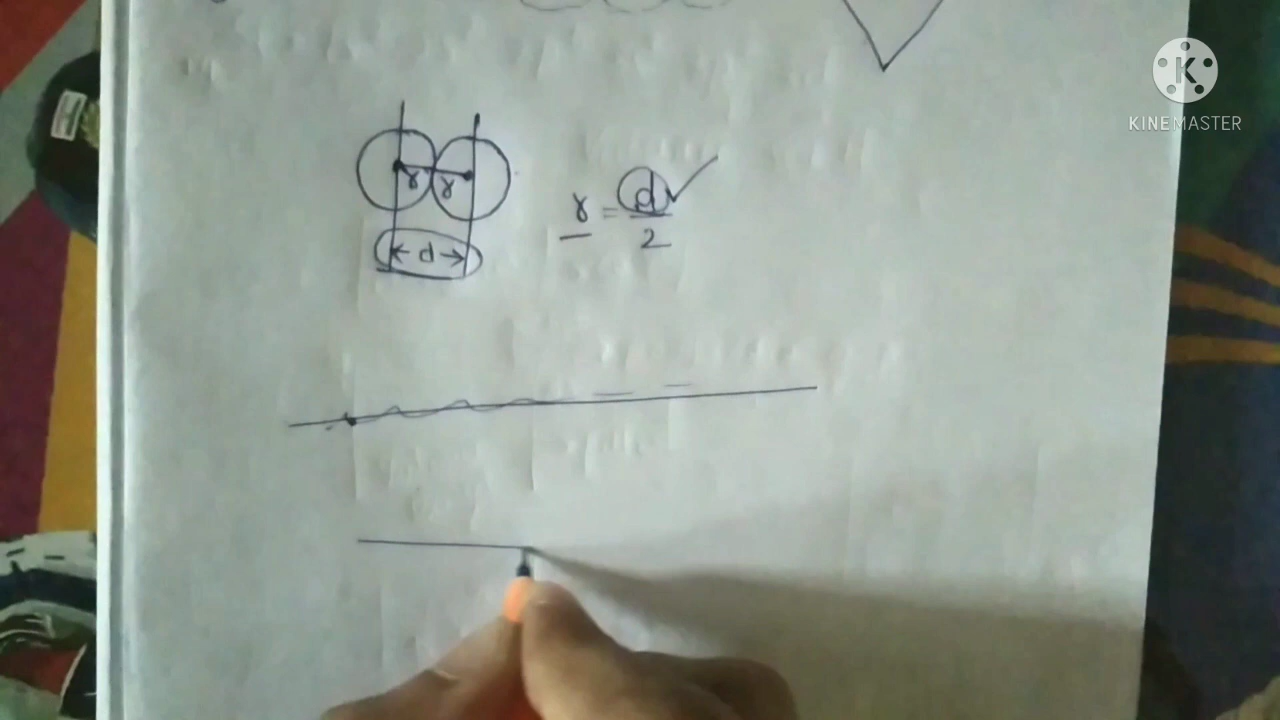 K
KINEMASTER
r r
r = d/2
← d →